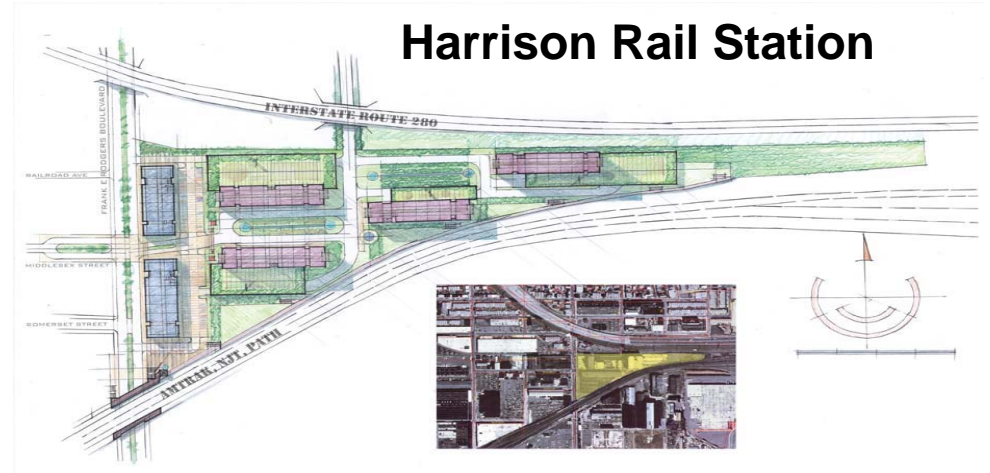 Harrison Rail Station
INTERSTATE ROUTE 280
FRANK E. RODGERS BOULEVARD
RAILROAD AVE
MIDDLESEX STREET
SOMERSET STREET
AMTRAK, NJT, PATH